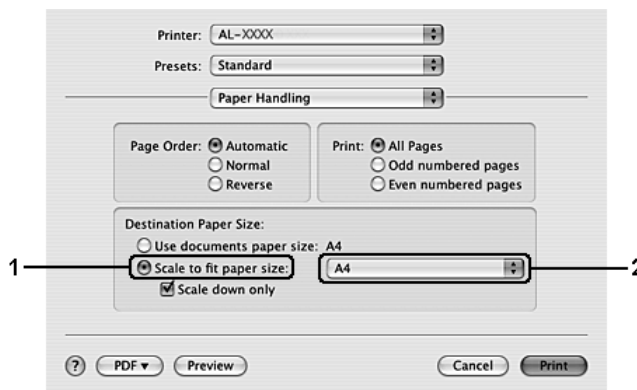 Printer: AL-XXXX
Presets: Standard
Paper Handling
Page Order: Automatic
Normal
Reverse
Print: All Pages
Odd numbered pages
Even numbered pages
Destination Paper Size:
Use documents paper size: A4
1
Scale to fit paper size: A4
2
Scale down only
? PDF▼ Preview Cancel Print